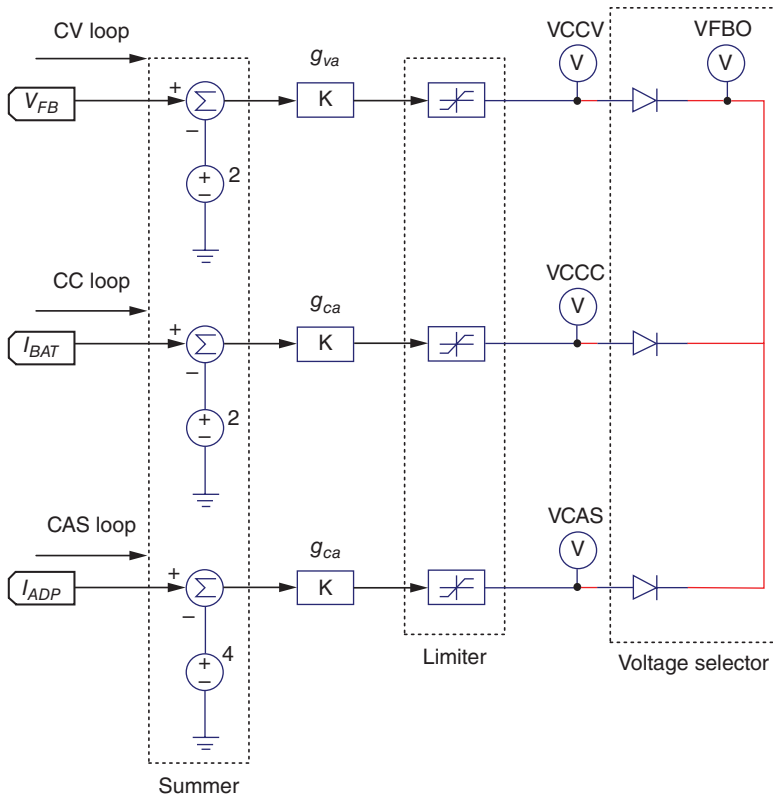 CV loop
VCCV
VFBO
g_va
V
V
V_FB
+
Σ
K
−
+
−
2
CC loop
VCCC
g_ca
V
I_BAT
+
Σ
K
−
+
−
2
CAS loop
VCAS
g_ca
V
I_ADP
+
Σ
K
−
+
−
4
Limiter
Voltage selector
Summer